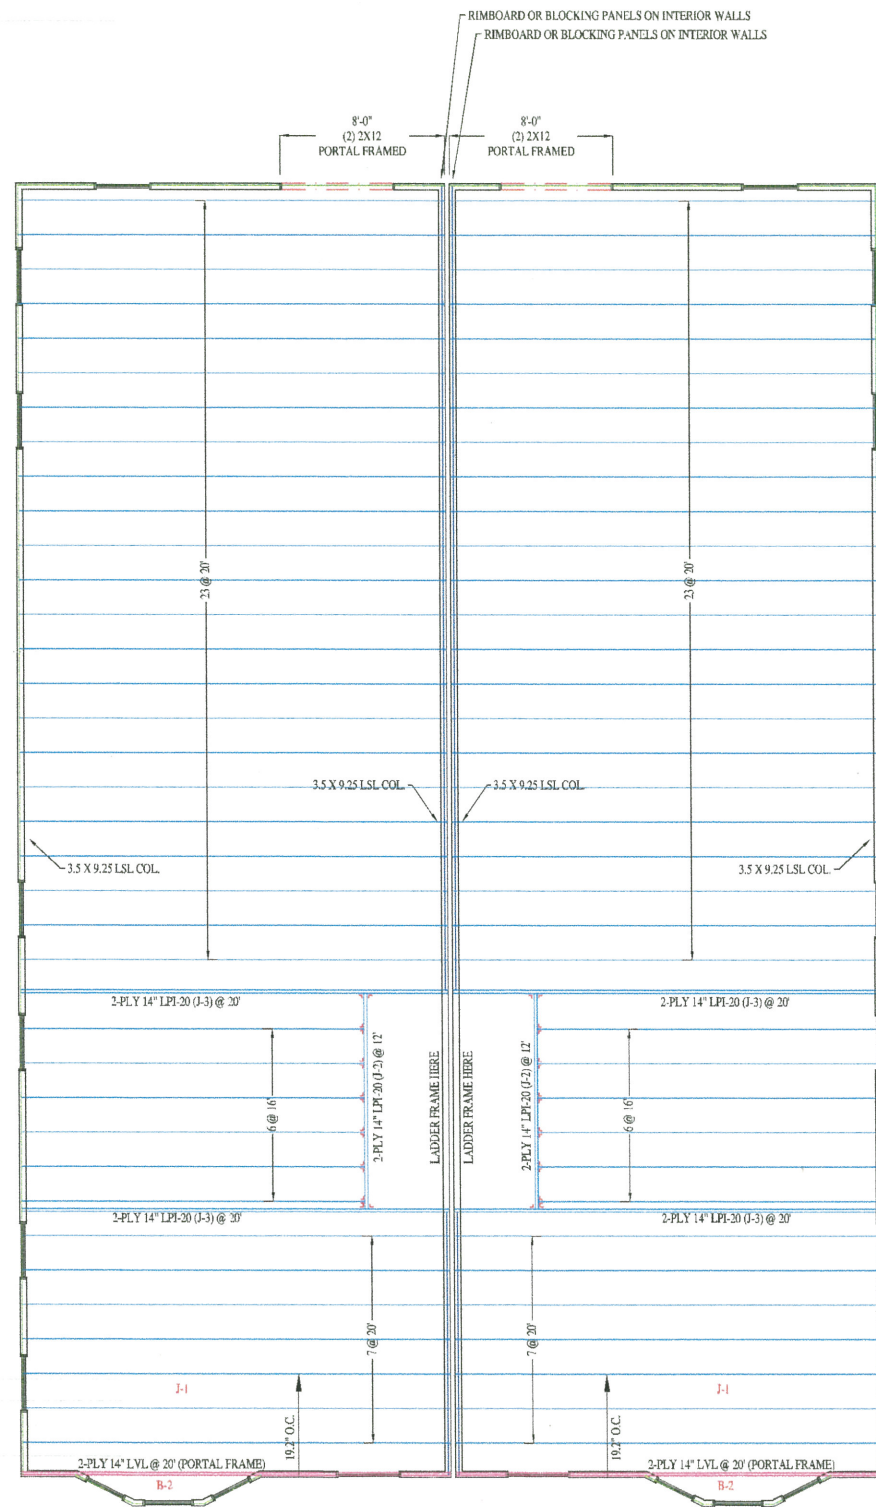 RIMBOARD OR BLOCKING PANELS ON INTERIOR WALLS
RIMBOARD OR BLOCKING PANELS ON INTERIOR WALLS
8'-0"
(2) 2X12
PORTAL FRAMED
8'-0"
(2) 2X12
PORTAL FRAMED
23 @ 20'
23 @ 20'
3.5 X 9.25 LSL COL.
3.5 X 9.25 LSL COL.
3.5 X 9.25 LSL COL.
3.5 X 9.25 LSL COL.
2-PLY 14" LPI-20 (J-3) @ 20'
2-PLY 14" LPI-20 (J-3) @ 20'
6 @ 16'
2-PLY 14" LPI-20 (J-2) @ 12'
LADDER FRAME HERE
LADDER FRAME HERE
2-PLY 14" LPI-20 (J-2) @ 12'
6 @ 16'
2-PLY 14" LPI-20 (J-3) @ 20'
2-PLY 14" LPI-20 (J-3) @ 20'
7 @ 20'
7 @ 20'
J-1
J-1
19.2" O.C.
19.2" O.C.
2-PLY 14" LVL @ 20' (PORTAL FRAME)
2-PLY 14" LVL @ 20' (PORTAL FRAME)
B-2
B-2